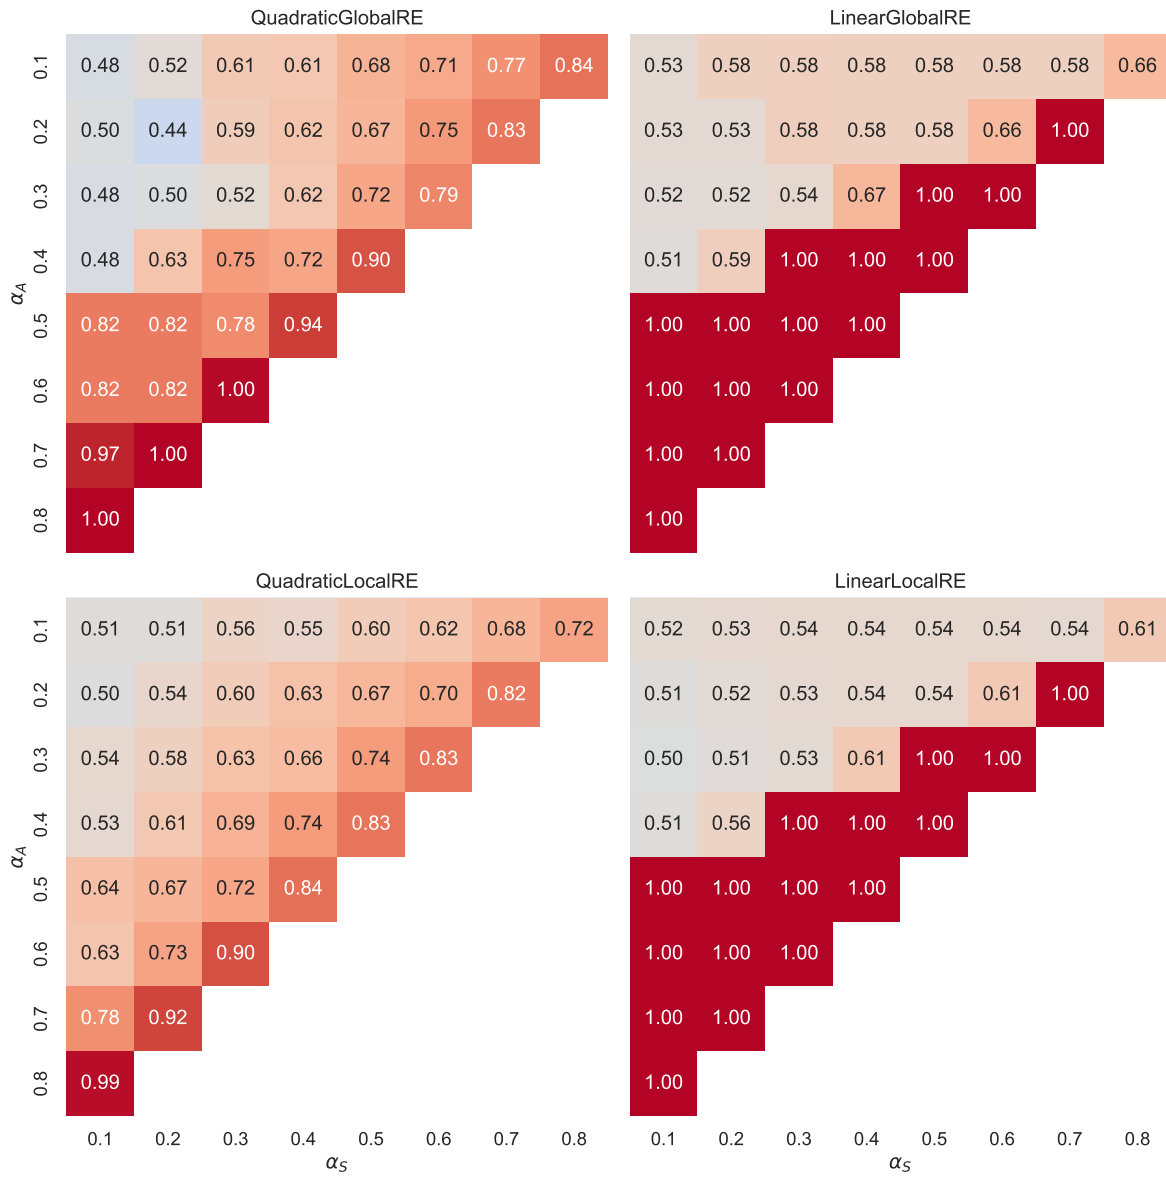 QuadraticGlobalRE
LinearGlobalRE
0.1 0.48 0.52 0.61 0.61 0.68 0.71 0.77 0.84 0.53 0.58 0.58 0.58 0.58 0.58 0.58 0.66
0.2 0.50 0.44 0.59 0.62 0.67 0.75 0.83 0.53 0.53 0.58 0.58 0.58 0.66 1.00
0.3 0.48 0.50 0.52 0.62 0.72 0.79 0.52 0.52 0.54 0.67 1.00 1.00
0.4 0.48 0.63 0.75 0.72 0.90 0.51 0.59 1.00 1.00 1.00
α_A
0.5 0.82 0.82 0.78 0.94 1.00 1.00 1.00 1.00
0.6 0.82 0.82 1.00 1.00 1.00 1.00
0.7 0.97 1.00 1.00 1.00
0.8 1.00 1.00
QuadraticLocalRE
LinearLocalRE
0.1 0.51 0.51 0.56 0.55 0.60 0.62 0.68 0.72 0.52 0.53 0.54 0.54 0.54 0.54 0.54 0.61
0.2 0.50 0.54 0.60 0.63 0.67 0.70 0.82 0.51 0.52 0.53 0.54 0.54 0.61 1.00
0.3 0.54 0.58 0.63 0.66 0.74 0.83 0.50 0.51 0.53 0.61 1.00 1.00
0.4 0.53 0.61 0.69 0.74 0.83 0.51 0.56 1.00 1.00 1.00
α_A
0.5 0.64 0.67 0.72 0.84 1.00 1.00 1.00 1.00
0.6 0.63 0.73 0.90 1.00 1.00 1.00
0.7 0.78 0.92 1.00 1.00
0.8 0.99 1.00
0.1 0.2 0.3 0.4 0.5 0.6 0.7 0.8 0.1 0.2 0.3 0.4 0.5 0.6 0.7 0.8
α_S
α_S